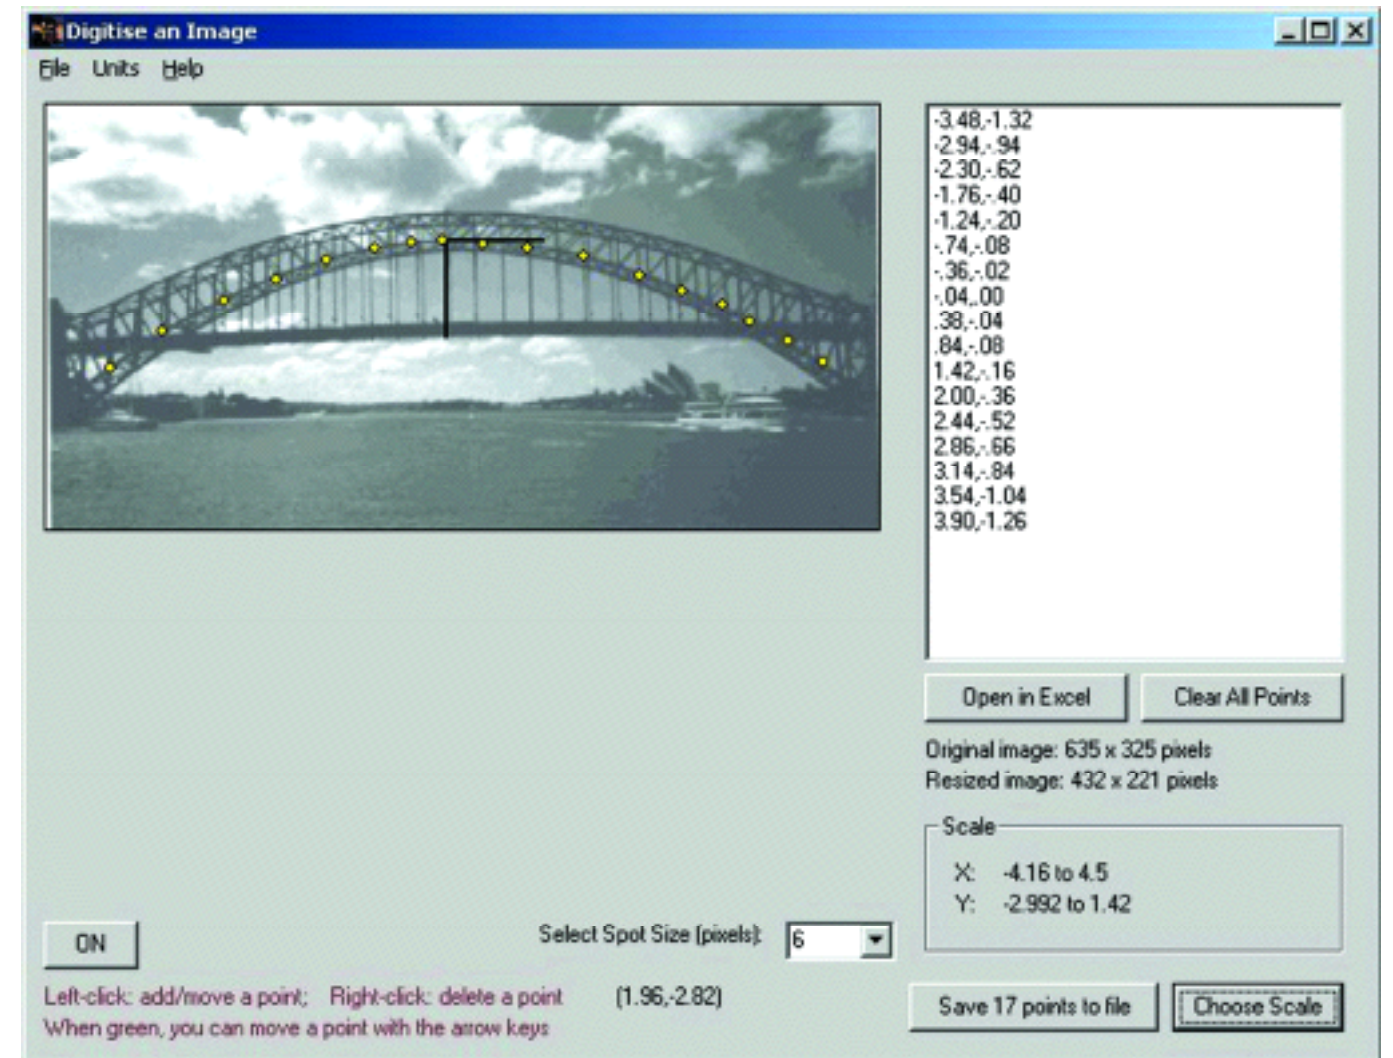 Digitise an Image
File Units Help
-3.48,-1.32
-2.94,-.94
-2.30,-.62
-1.76,-.40
-1.24,-.20
-.74,-.08
-.36,-.02
-.04,.00
.38,-.04
.84,-.08
1.42,-.16
2.00,-.36
2.44,-.52
2.86,-.66
3.14,-.84
3.54,-1.04
3.90,-1.26
Open in Excel
Clear All Points
Original image: 635 x 325 pixels
Resized image: 432 x 221 pixels
Scale
X: -4.16 to 4.5
Y: -2.992 to 1.42
ON
Select Spot Size (pixels):
6
Left-click: add/move a point; Right-click: delete a point
(1.96,-2.82)
When green, you can move a point with the arrow keys
Save 17 points to file
Choose Scale